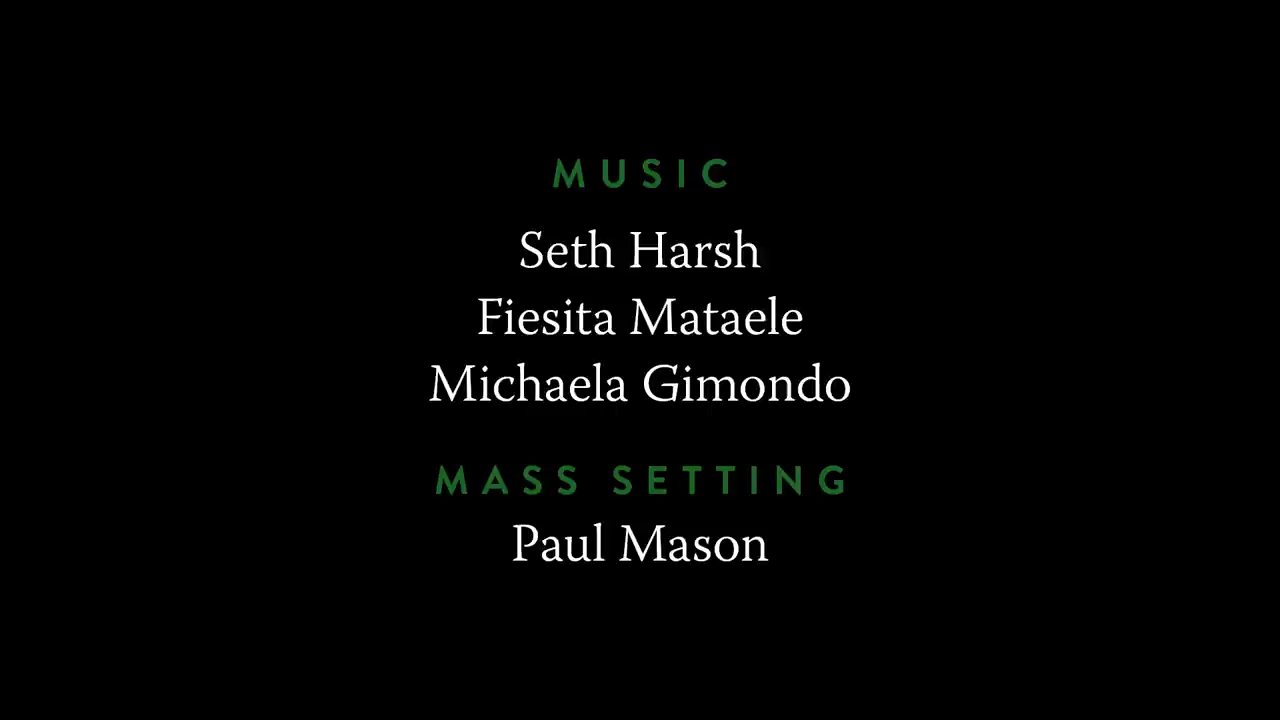 MUSIC
Seth Harsh
Fiesita Mataele
Michaela Gimondo
MASS SETTING
Paul Mason